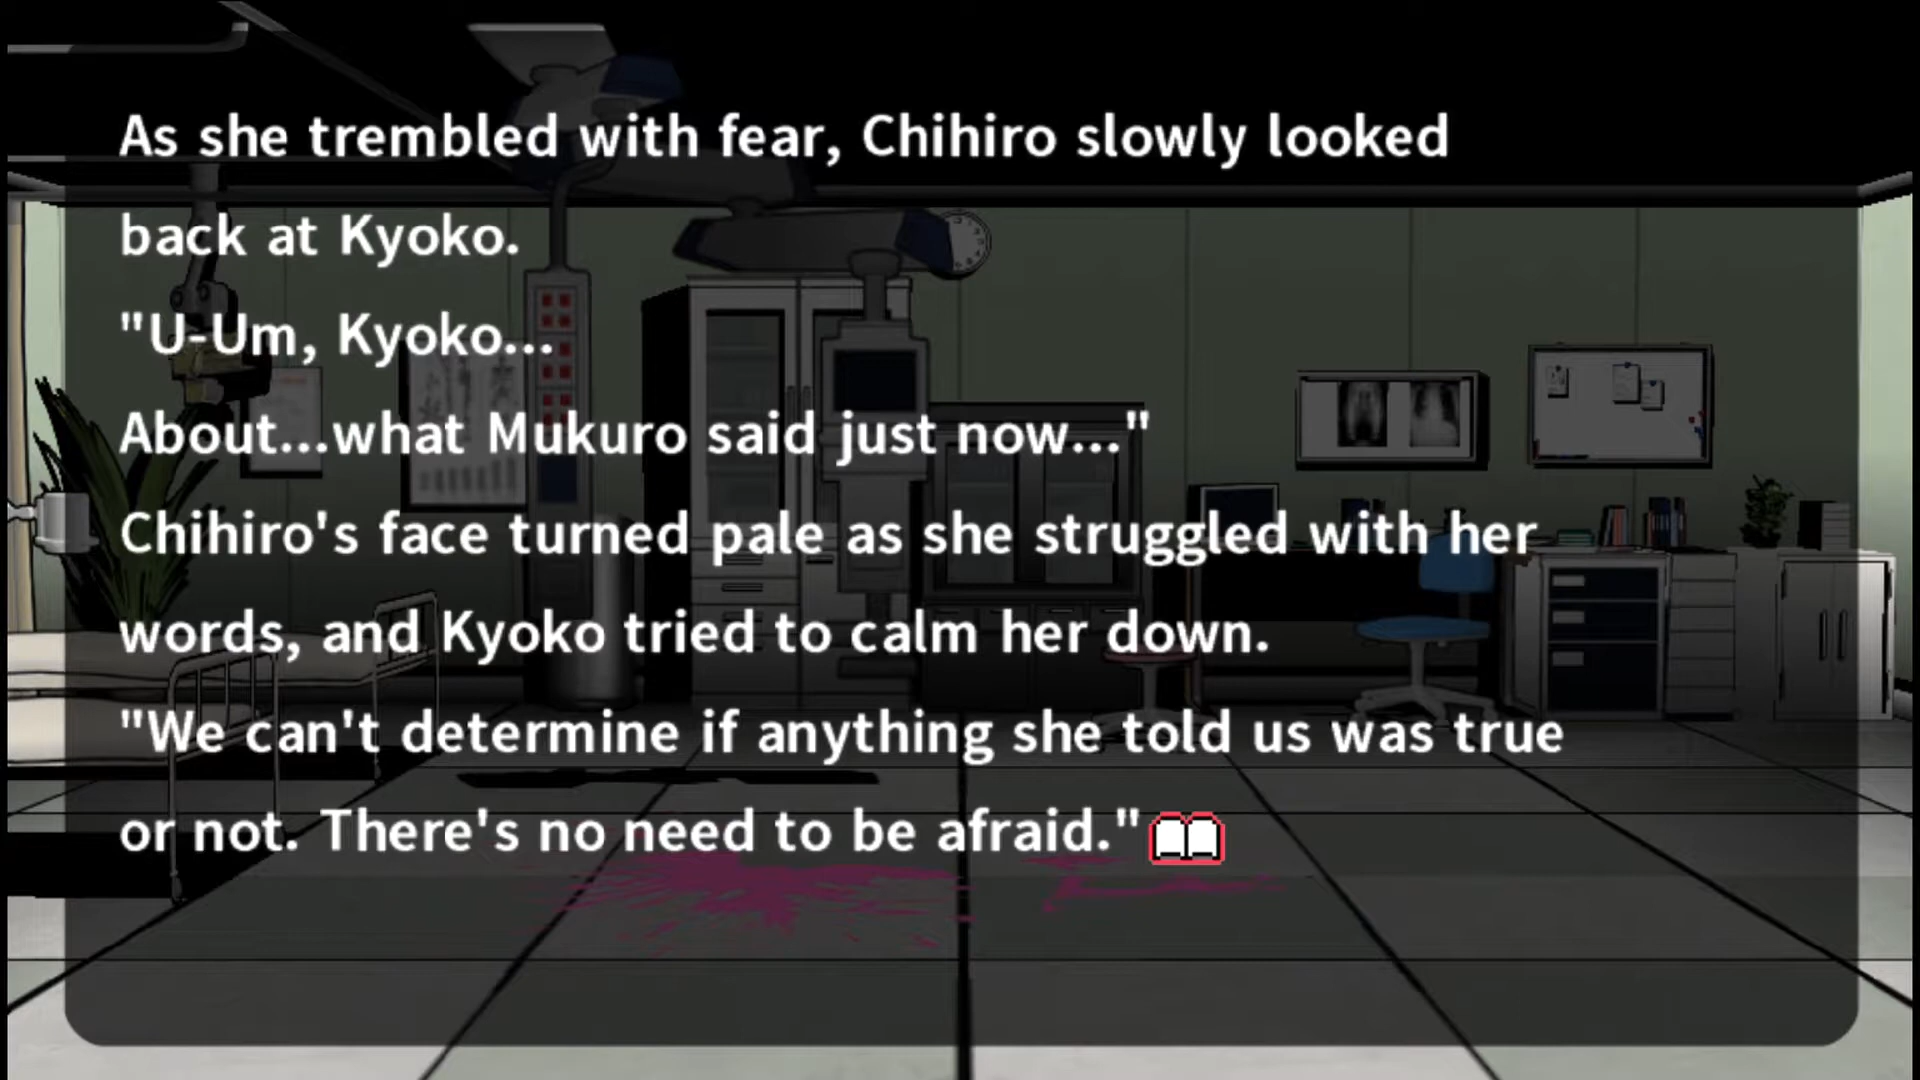 As she trembled with fear, Chihiro slowly looked
back at Kyoko.
"U-Um, Kyoko...
About...what Mukuro said just now..."
Chihiro's face turned pale as she struggled with her
words, and Kyoko tried to calm her down.
"We can't determine if anything she told us was true
or not. There's no need to be afraid."